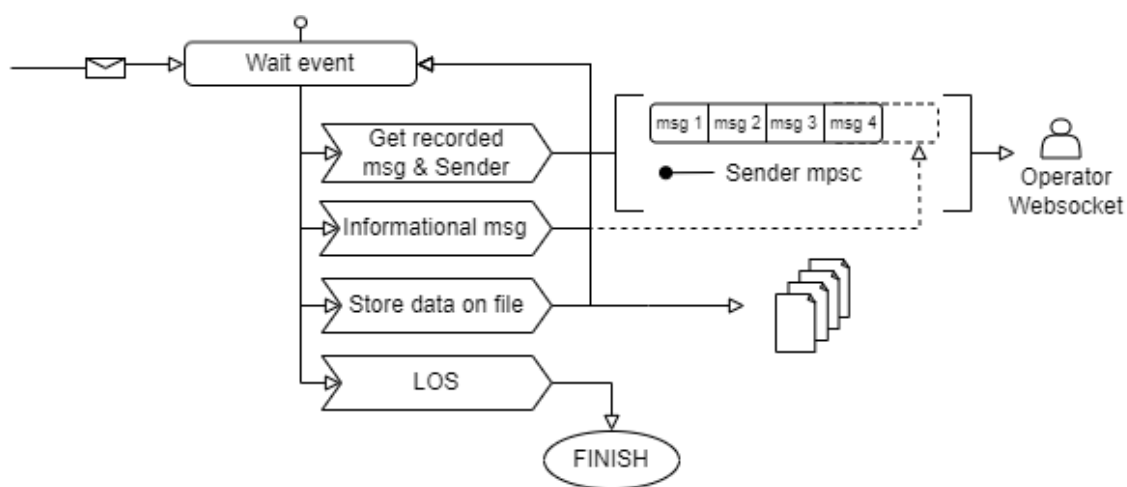 Wait event
Get recorded
msg & Sender
msg 1 msg 2 msg 3 msg 4
Sender mpsc
Operator
Websocket
Informational msg
Store data on file
LOS
FINISH